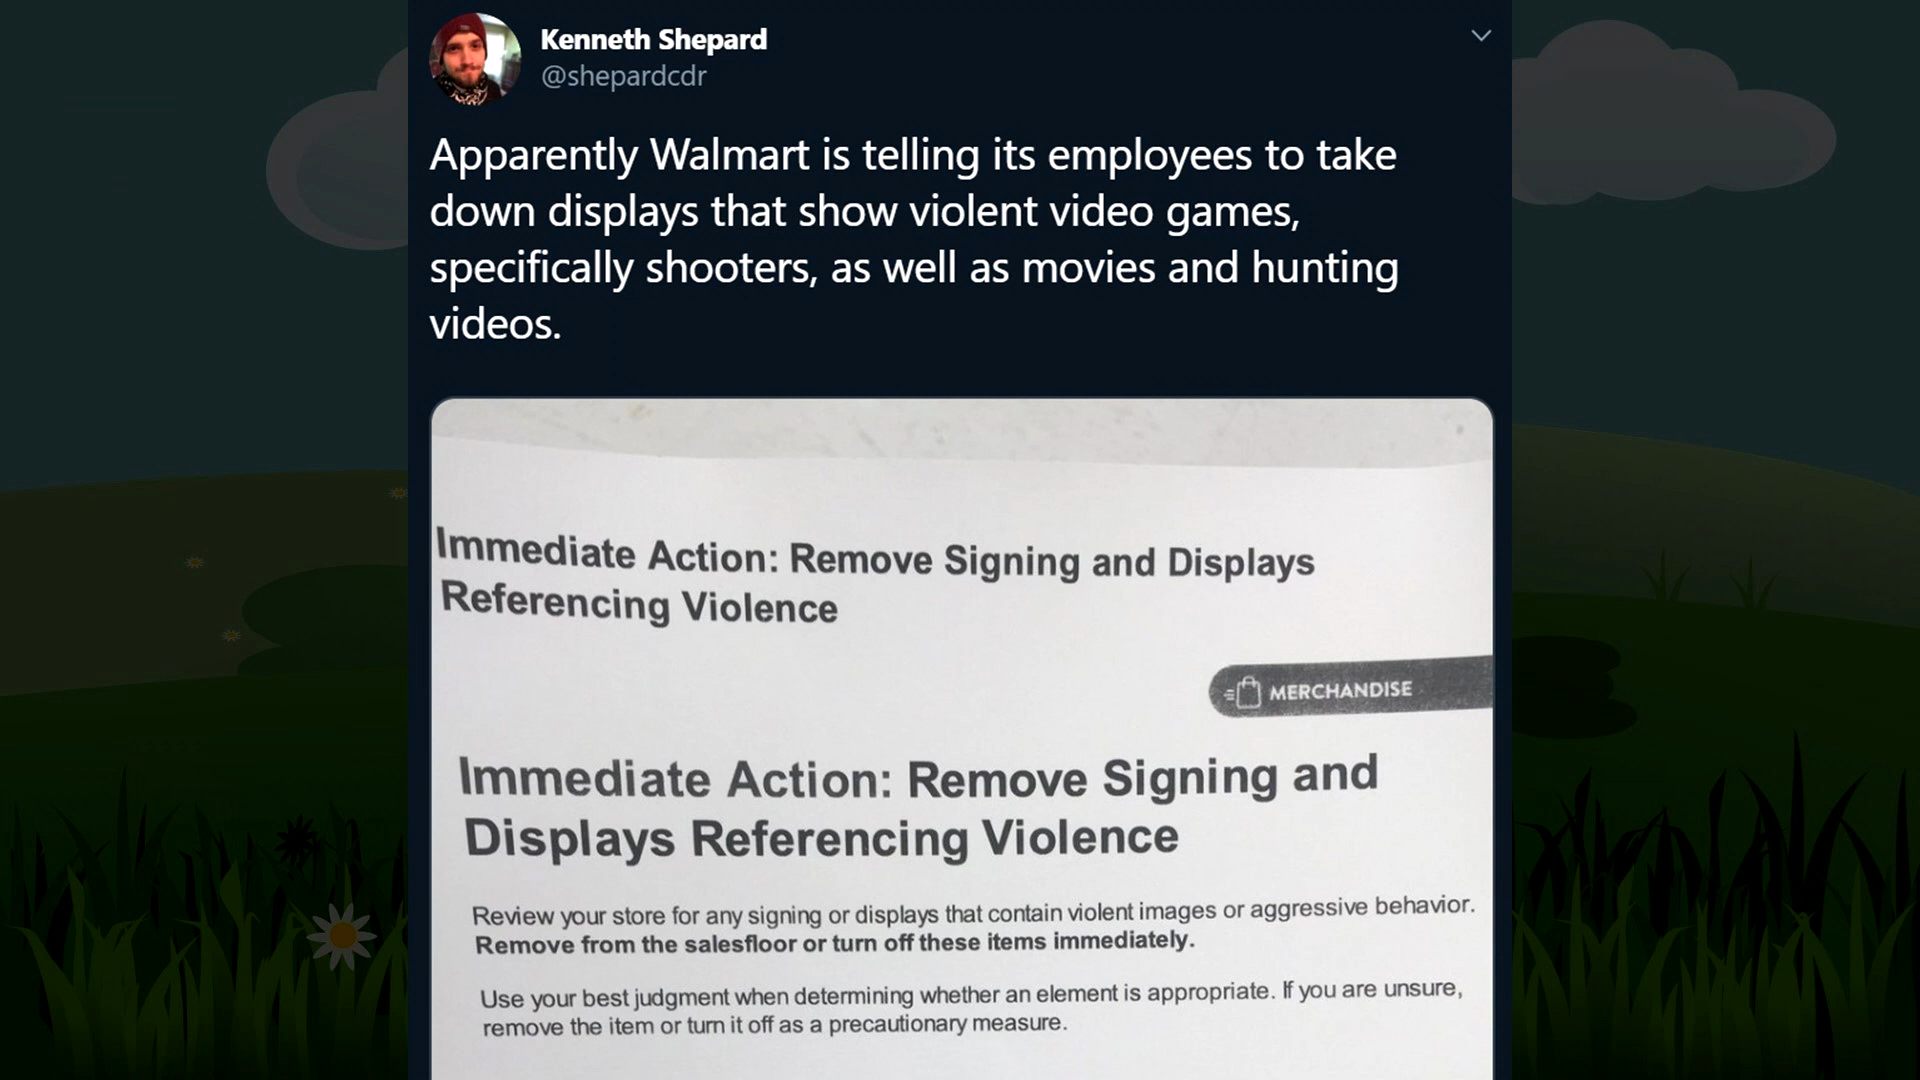 Kenneth Shepard
@shepardcdr
Apparently Walmart is telling its employees to take
down displays that show violent video games,
specifically shooters, as well as movies and hunting
videos.
Immediate Action: Remove Signing and Displays
Referencing Violence
MERCHANDISE
Immediate Action: Remove Signing and
Displays Referencing Violence
Review your store for any signing or displays that contain violent images or aggressive behavior.
Remove from the salesfloor or turn off these items immediately.
Use your best judgment when determining whether an element is appropriate. If you are unsure,
remove the item or turn it off as a precautionary measure.